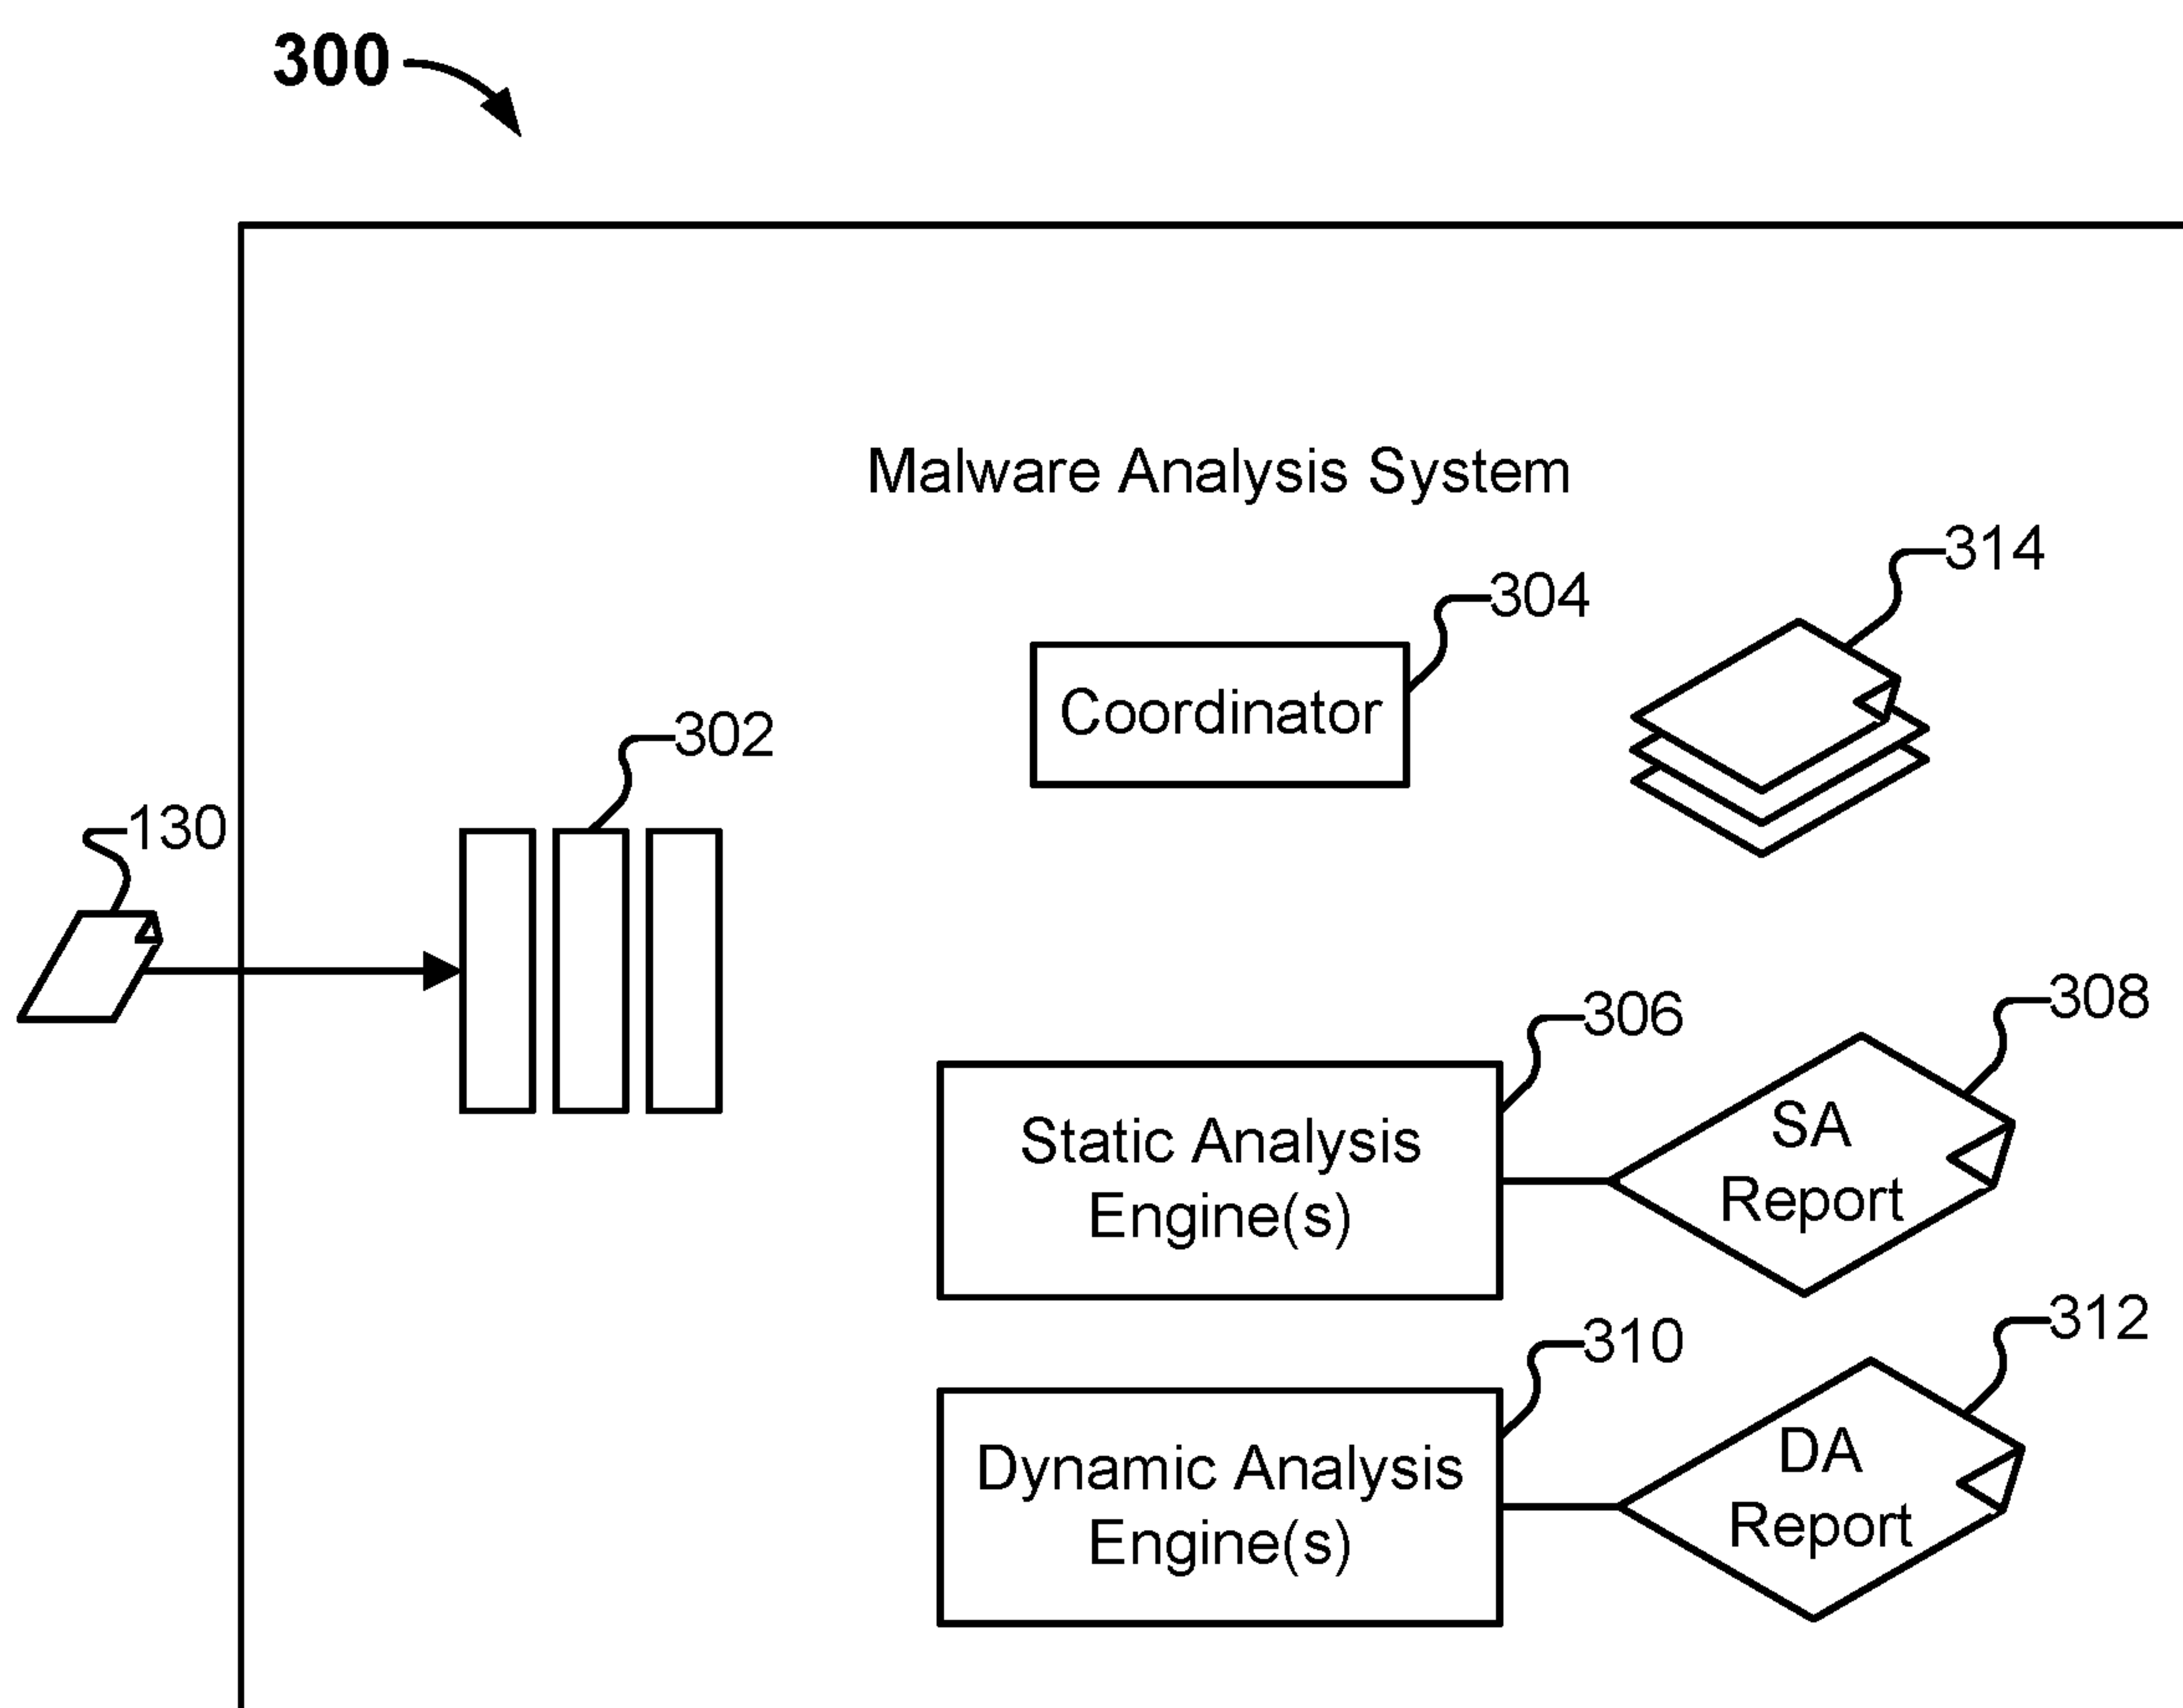 300
Malware Analysis System
314
304
Coordinator
302
130
306
308
Static Analysis
Engine(s)
SA
Report
310
312
Dynamic Analysis
Engine(s)
DA
Report